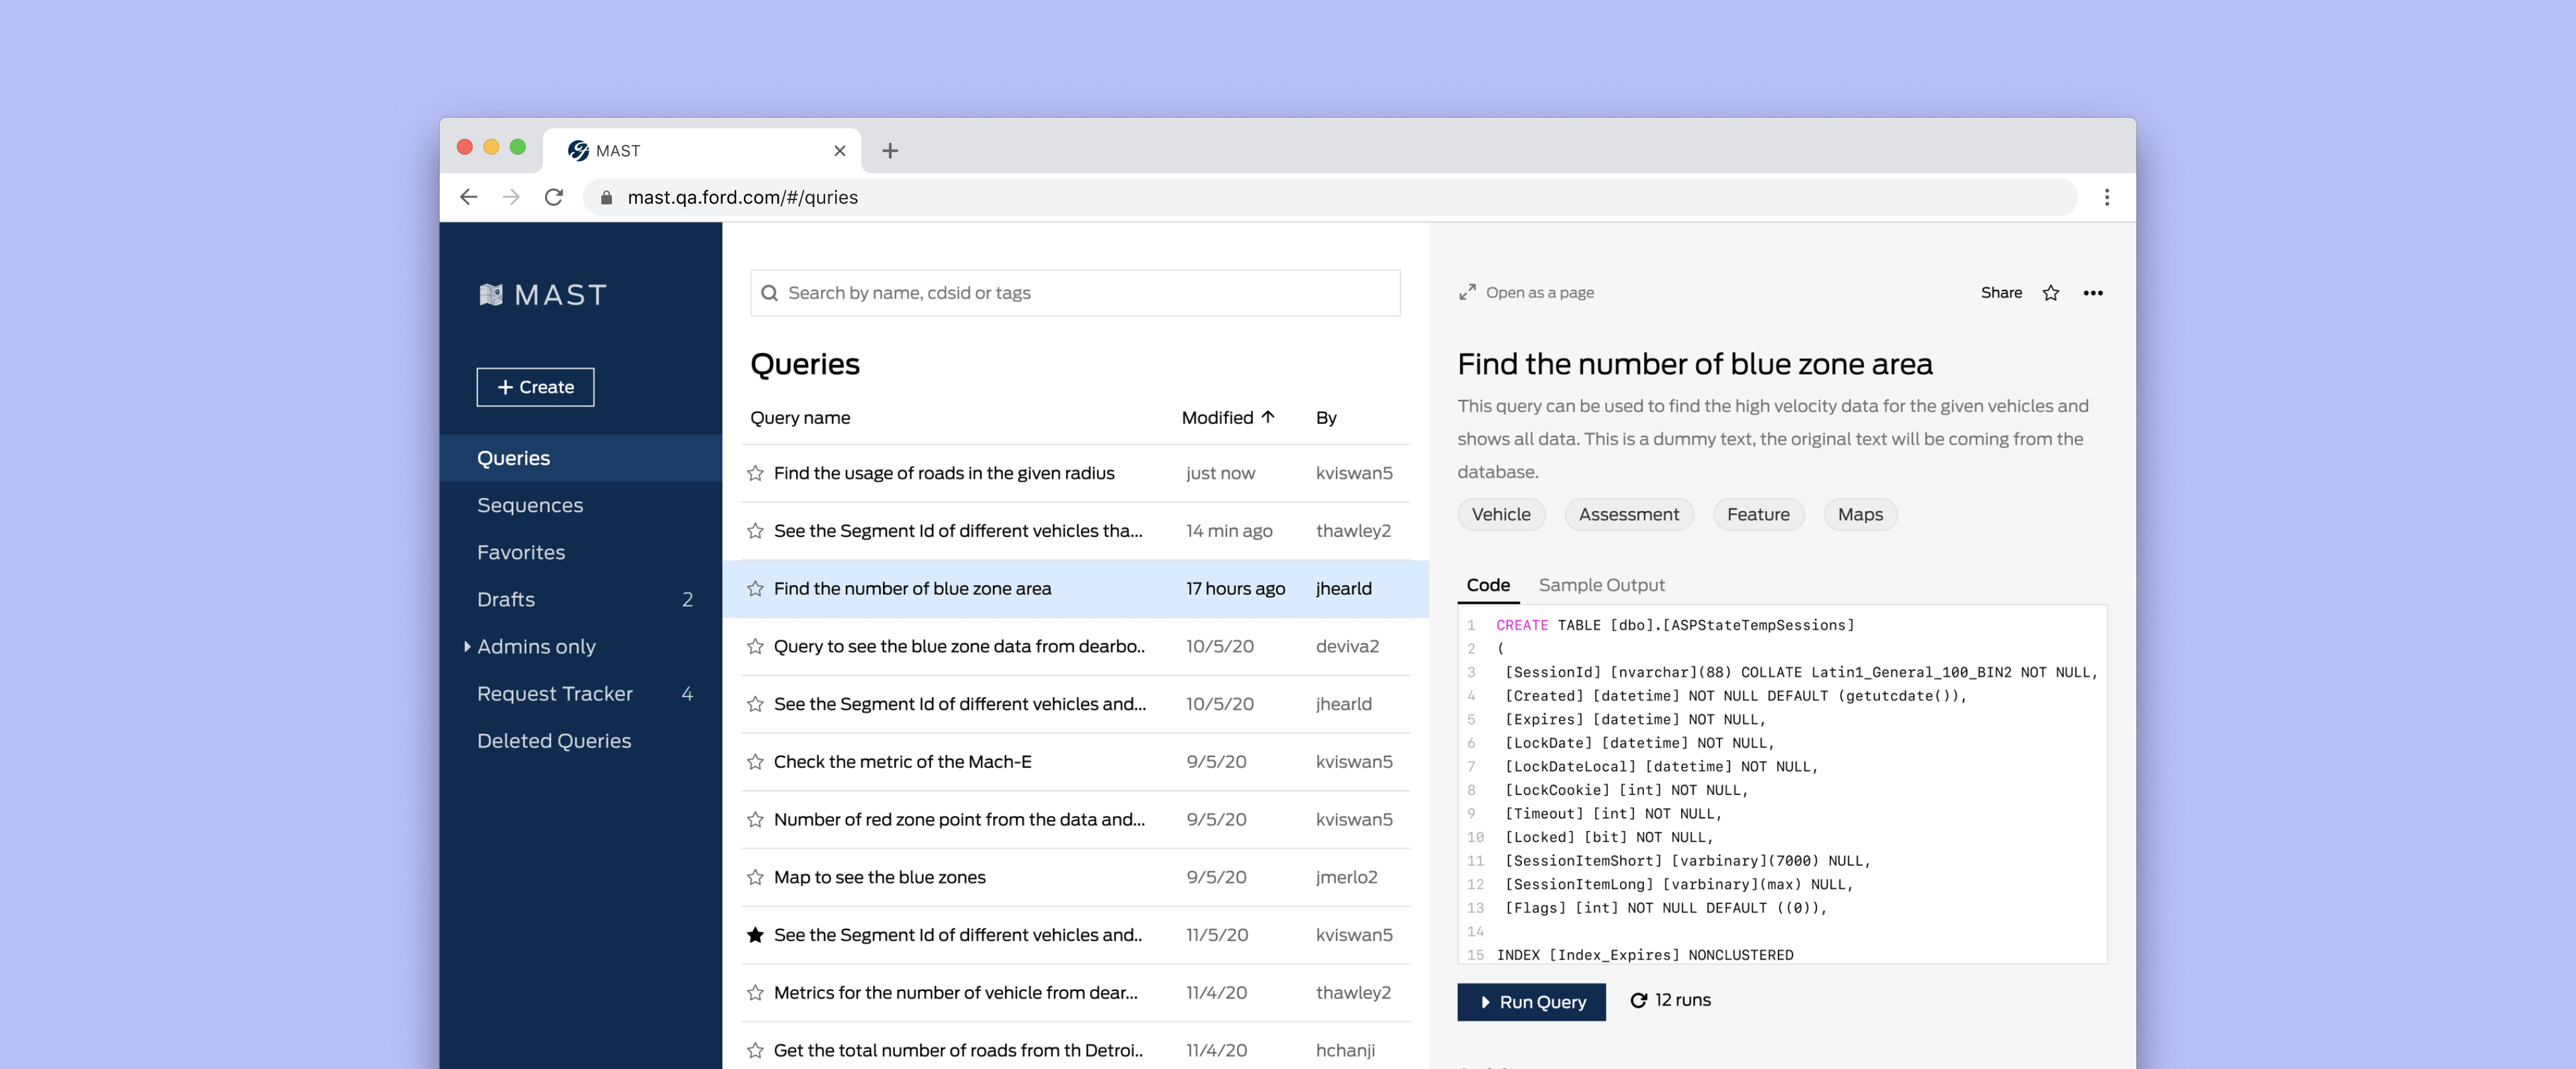 MAST
mast.qa.ford.com/#/quries
MAST
+ Create
Queries
Sequences
Favorites
Drafts 2
Admins only
Request Tracker 4
Deleted Queries
Search by name, cdsid or tags
Queries
Query name Modified ↑ By
Find the usage of roads in the given radius just now kviswan5
See the Segment Id of different vehicles tha... 14 min ago thawley2
Find the number of blue zone area 17 hours ago jhearld
Query to see the blue zone data from dearbo.. 10/5/20 deviva2
See the Segment Id of different vehicles and... 10/5/20 jhearld
Check the metric of the Mach-E 9/5/20 kviswan5
Number of red zone point from the data and... 9/5/20 kviswan5
Map to see the blue zones 9/5/20 jmerlo2
See the Segment Id of different vehicles and.. 11/5/20 kviswan5
Metrics for the number of vehicle from dear... 11/4/20 thawley2
Get the total number of roads from th Detroi.. 11/4/20 hchanji
Open as a page Share
Find the number of blue zone area
This query can be used to find the high velocity data for the given vehicles and
shows all data. This is a dummy text, the original text will be coming from the
database.
Vehicle Assessment Feature Maps
Code Sample Output
1 CREATE TABLE [dbo].[ASPStateTempSessions]
2 (
3 [SessionId] [nvarchar](88) COLLATE Latin1_General_100_BIN2 NOT NULL,
4 [Created] [datetime] NOT NULL DEFAULT (getutcdate()),
5 [Expires] [datetime] NOT NULL,
6 [LockDate] [datetime] NOT NULL,
7 [LockDateLocal] [datetime] NOT NULL,
8 [LockCookie] [int] NOT NULL,
9 [Timeout] [int] NOT NULL,
10 [Locked] [bit] NOT NULL,
11 [SessionItemShort] [varbinary](7000) NULL,
12 [SessionItemLong] [varbinary](max) NULL,
13 [Flags] [int] NOT NULL DEFAULT ((0)),
14
15 INDEX [Index_Expires] NONCLUSTERED
Run Query 12 runs